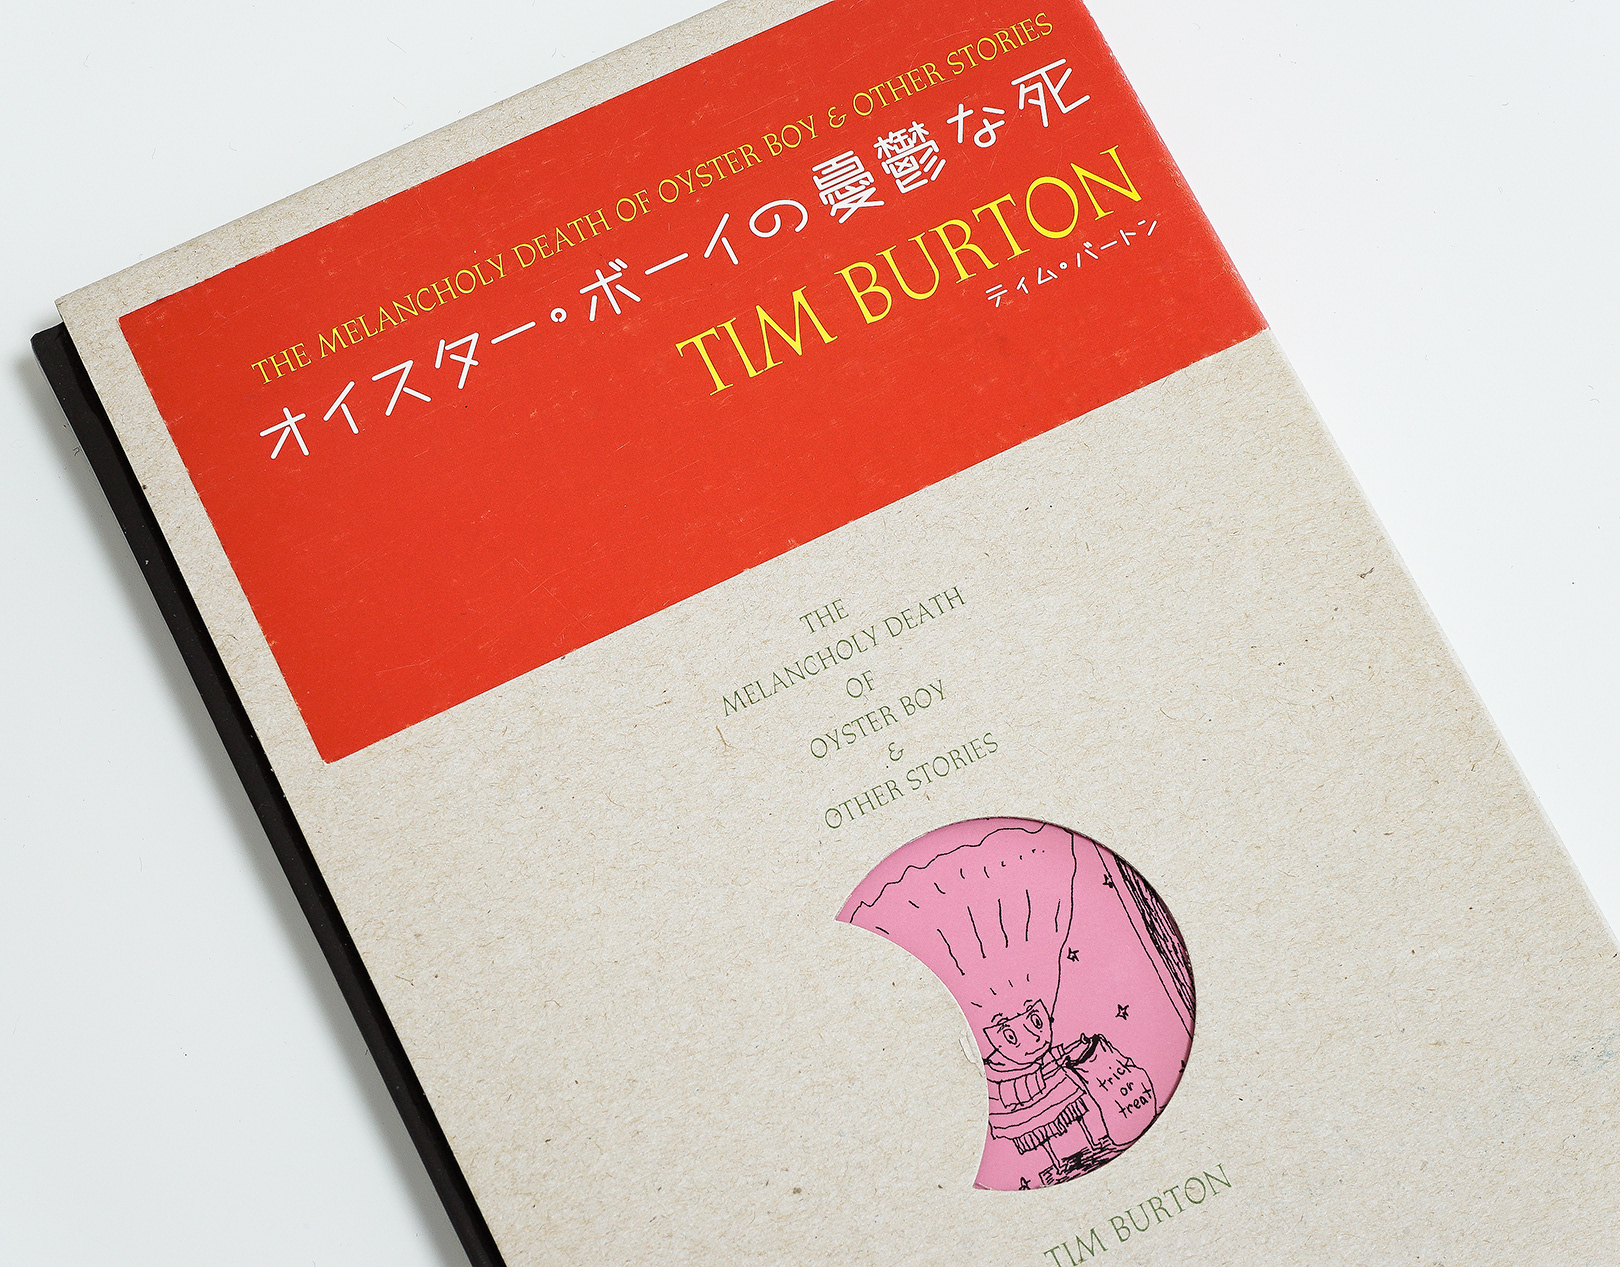 THE MELANCHOLY DEATH OF OYSTER BOY & OTHER STORIES
オイスター・ボーイの憂鬱な死
TIM BURTON
ティム・バートン
THE
MELANCHOLY DEATH
OF
OYSTER BOY
&
OTHER STORIES
trick
or
treat
TIM BURTON